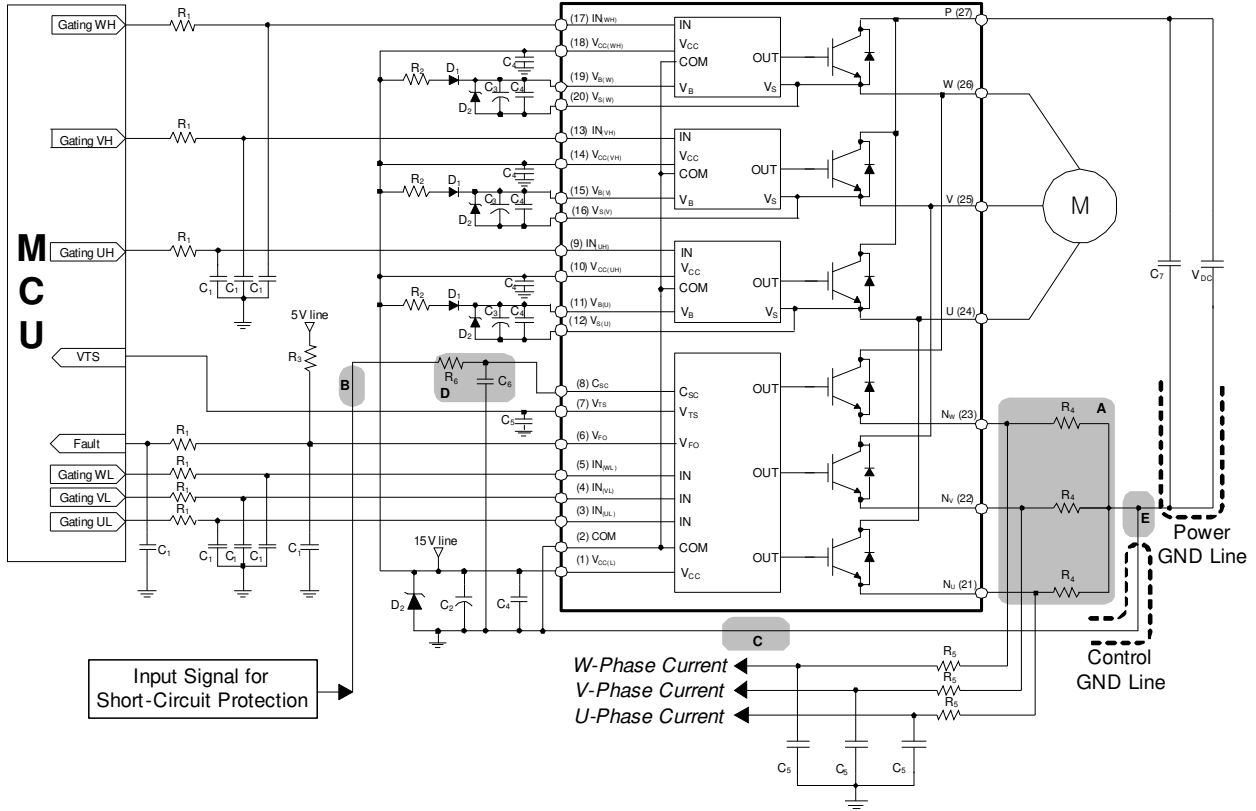 MCU
Gating WH
Gating VH
Gating UH
VTS
Fault
Gating WL
Gating VL
Gating UL
R1
R1
R1
R1
R1
R1
R1
C1 C1 C1
5V line
R3
C1
C1 C1 C1
C1
R2 D1
D2 C3 C4
C4
R2 D1
D2 C3 C4
C4
R2 D1
D2 C3 C4
C4
B
R6 C6
D
C5
15V line
D2 C2 C4
(17) IN(WH)
(18) VCC(WH)
(19) VB(W)
(20) VS(W)
(13) IN(VH)
(14) VCC(VH)
(15) VB(V)
(16) VS(V)
(9) IN(UH)
(10) VCC(UH)
(11) VB(U)
(12) VS(U)
(8) CSC
(7) VTS
(6) VFO
(5) IN(WL)
(4) IN(VL)
(3) IN(UL)
(2) COM
(1) VCC(L)
IN
VCC
COM
VB
OUT
VS
IN
VCC
COM
VB
OUT
VS
IN
VCC
COM
VB
OUT
VS
CSC
VTS
VFO
IN
IN
IN
COM
VCC
OUT
OUT
OUT
P (27)
W (26)
V (25)
U (24)
NW (23)
NV (22)
NU (21)
M
C7
VDC
A
R4
R4
R4
E
Power
GND Line
Control
GND Line
C
Input Signal for
Short-Circuit Protection
W-Phase Current
V-Phase Current
U-Phase Current
R5
R5
R5
C5 C5 C5